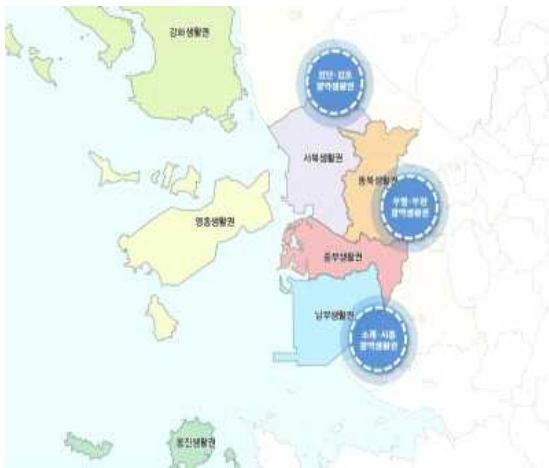 강화생활권
검단·김포
광역생활권
서북생활권
동북생활권
부평·부천
광역생활권
영종생활권
중부생활권
남부생활권
소래·시흥
광역생활권
옹진생활권